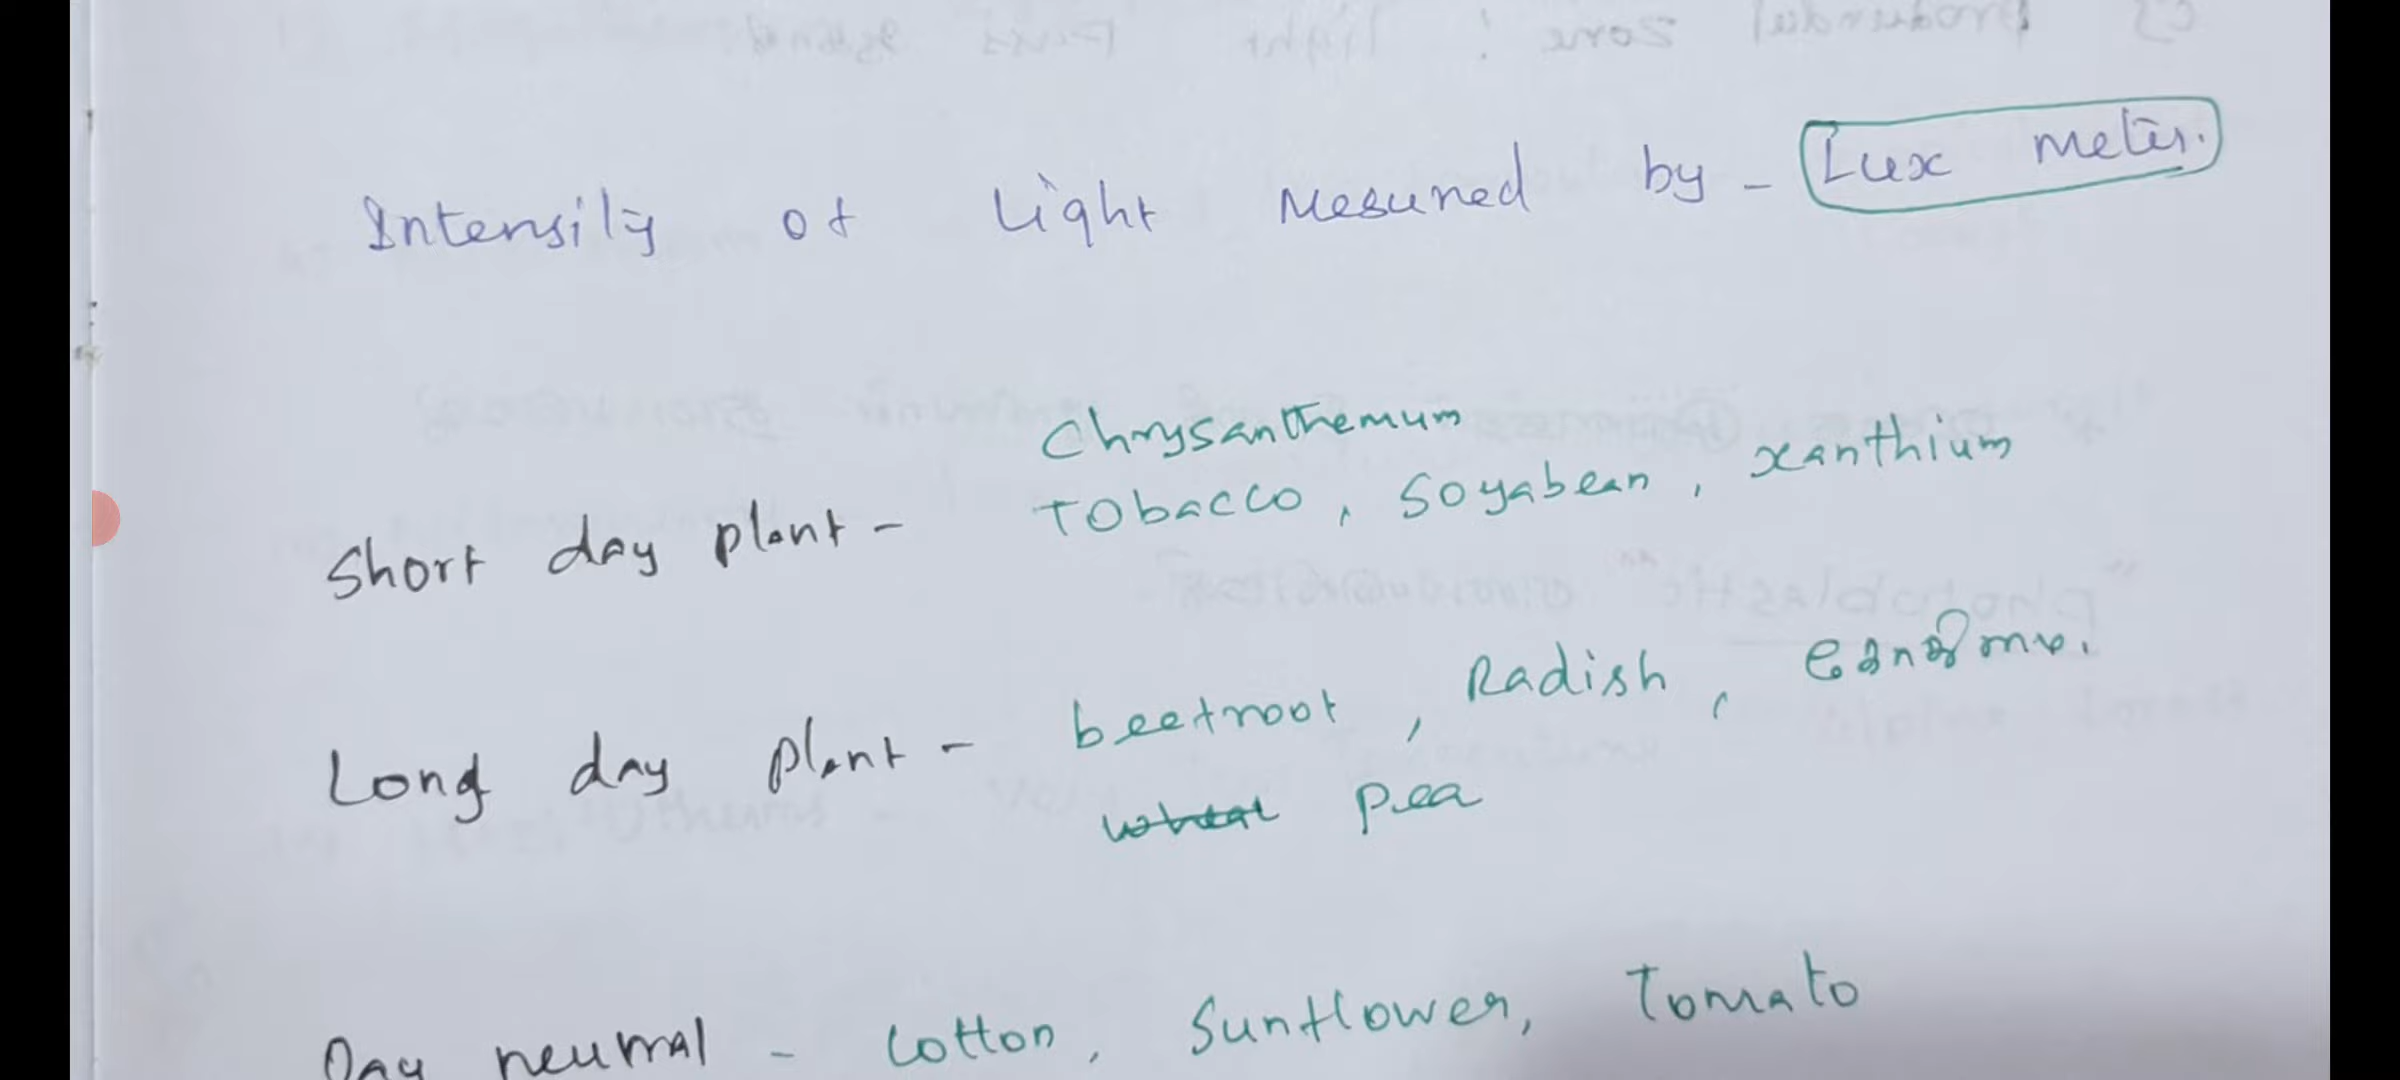 Intensity of light Mesured by - Lux meter.
Chrysanthemum
Short day plant - Tobacco, Soyabean, xanthium
Long day plant - beetroot, Radish, கோதுமை.
wheat pea
Day neutral - Cotton, Sunflower, Tomato